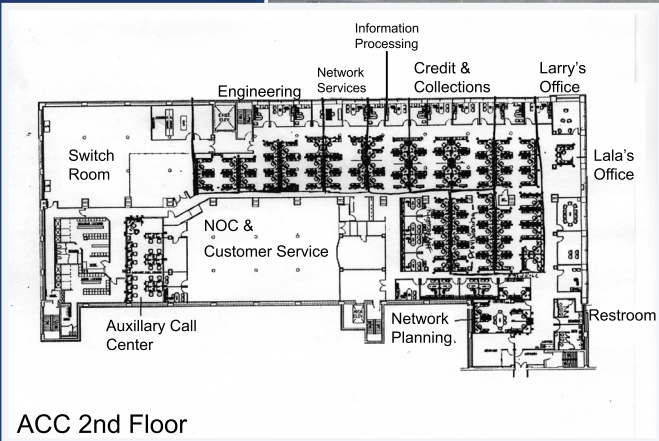 Information
Processing
Engineering
Network
Services
Credit &
Collections
Larry's
Office
Switch
Room
Lala's
Office
NOC &
Customer Service
Auxillary Call
Center
Network
Planning
Restroom
ACC 2nd Floor